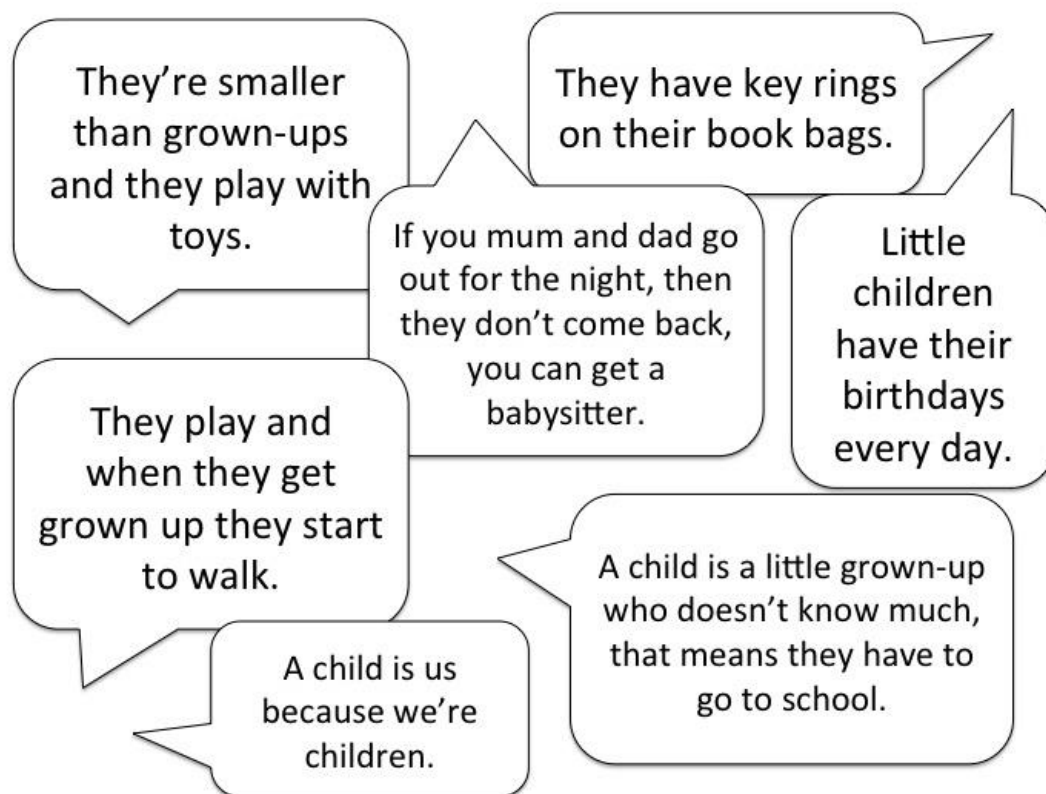 They’re smaller
than grown-ups
and they play with
toys.
They have key rings
on their book bags.
If you mum and dad go
out for the night, then
they don’t come back,
you can get a
babysitter.
Little
children
have their
birthdays
every day.
They play and
when they get
grown up they start
to walk.
A child is a little grown-up
who doesn’t know much,
that means they have to
go to school.
A child is us
because we’re
children.